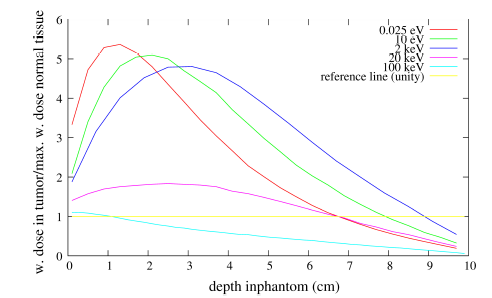 w. dose in tumor/max. w. dose normal tissue
6
5
4
3
2
1
0
0.025 eV
10 eV
2 keV
20 keV
100 keV
reference line (unity)
0 1 2 3 4 5 6 7 8 9 10
depth inphantom (cm)